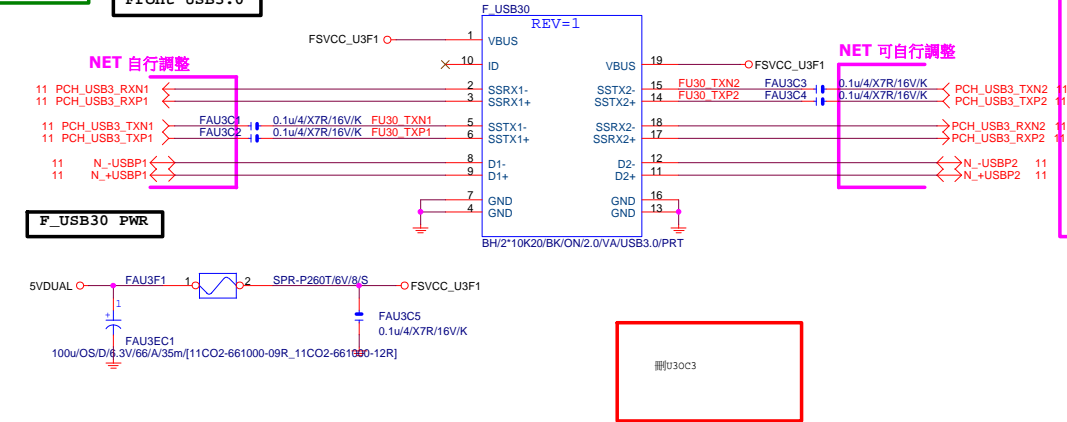 Front USB3.0
F_USB30
REV=1
FSVCC_U3F1
1
VBUS
10
ID
VBUS
19
FSVCC_U3F1
NET 自行調整
NET 可自行調整
11 PCH_USB3_RXN1
2
SSRX1-
11 PCH_USB3_RXP1
3
SSRX1+
SSTX2-
15
FU30_TXN2
FAU3C3
0.1u/4/X7R/16V/K
PCH_USB3_TXN2 11
SSTX2+
14
FU30_TXP2
FAU3C4
0.1u/4/X7R/16V/K
PCH_USB3_TXP2 11
11 PCH_USB3_TXN1
FAU3C1
0.1u/4/X7R/16V/K
FU30_TXN1
5
SSTX1-
11 PCH_USB3_TXP1
FAU3C2
0.1u/4/X7R/16V/K
FU30_TXP1
6
SSTX1+
SSRX2-
18
PCH_USB3_RXN2 11
SSRX2+
17
PCH_USB3_RXP2 11
11 N_-USBP1
8
D1-
11 N_+USBP1
9
D1+
D2-
12
N_-USBP2 11
D2+
11
N_+USBP2 11
7
GND
4
GND
GND
16
GND
13
BH/2*10K20/BK/ON/2.0/VA/USB3.0/PRT
F_USB30 PWR
5VDUAL
FAU3F1
1
2
SPR-P260T/6V/8/S
FSVCC_U3F1
1
+
FAU3EC1
100u/OS/D/6.3V/66/A/35m/[11CO2-661000-09R_11CO2-661000-12R]
FAU3C5
0.1u/4/X7R/16V/K
刪U3OC3